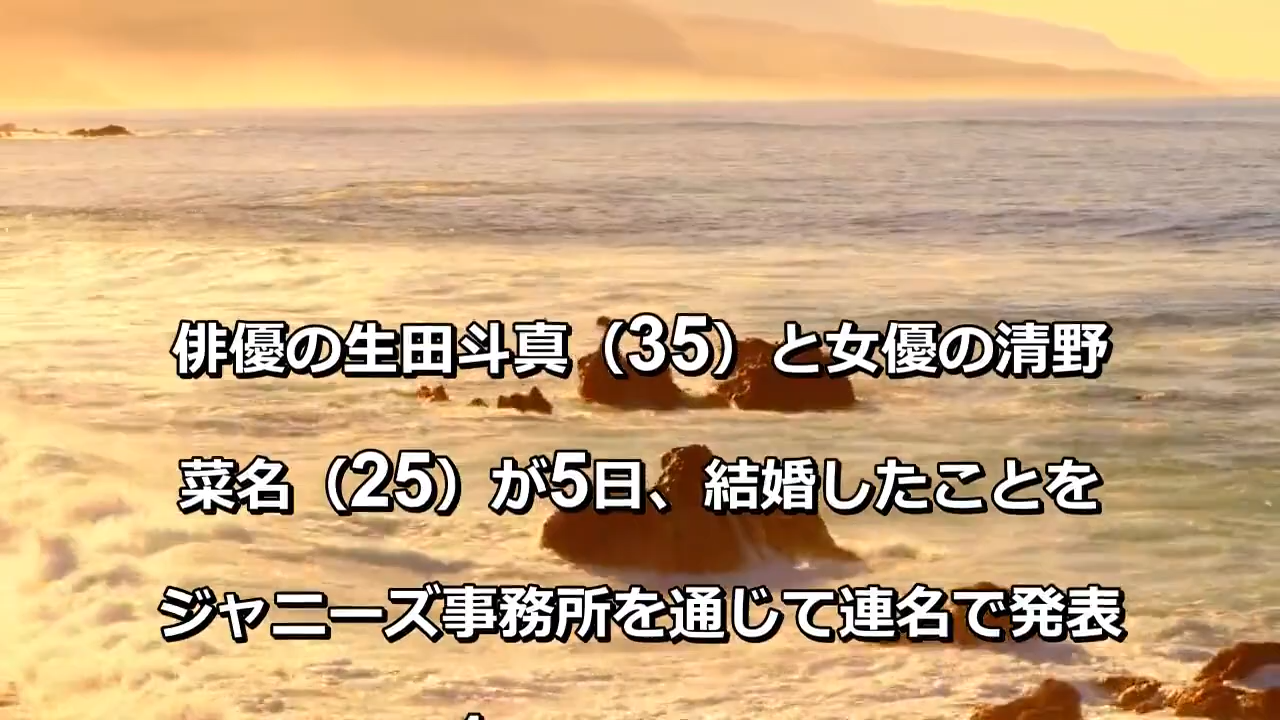 俳優の生田斗真（35）と女優の清野
菜名（25）が5日、結婚したことを
ジャニーズ事務所を通じて連名で発表